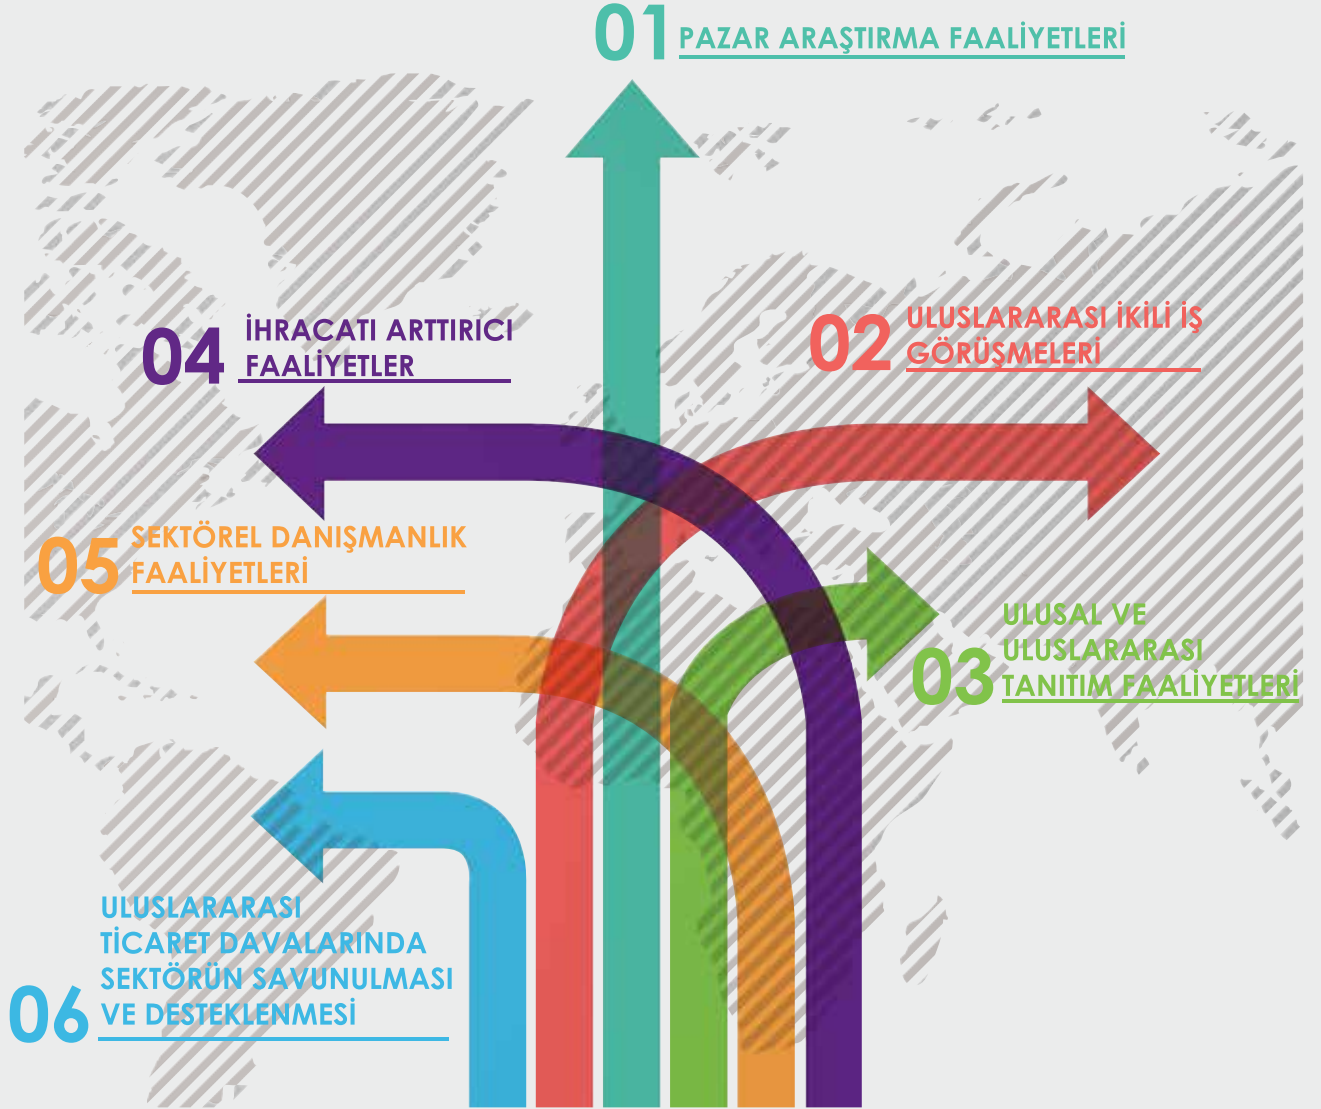 01 PAZAR ARAŞTIRMA FAALİYETLERİ
02 ULUSLARARASI İKİLİ İŞ
GÖRÜŞMELERİ
03 ULUSAL VE
ULUSLARARASI
TANITIM FAALİYETLERİ
04 İHRACATI ARTTIRICI
FAALİYETLER
05 SEKTÖREL DANIŞMANLIK
FAALİYETLERİ
06 ULUSLARARASI
TİCARET DAVALARINDA
SEKTÖRÜN SAVUNULMASI
VE DESTEKLENMESİ